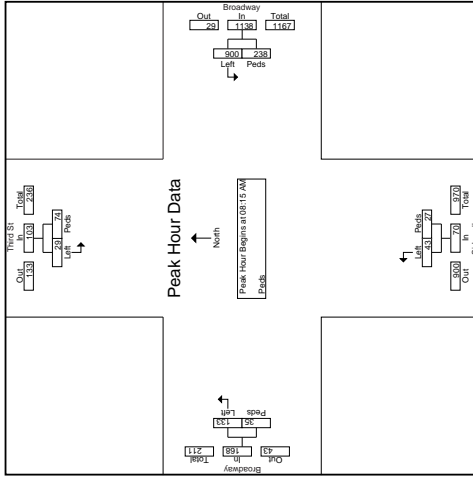 Broadway
Out In Total
29 1138 1167
900 238
Left Peds
Third St
Total
236
In
103
Out
133
Peds
74
Left
29
Peak Hour Data
North
Peak Hour Begins at 08:15 AM
Peds
Left Peds
43 27
Out In Total
900 70 970
Left
133
Peds
35
Out In Total
43 168 211
Broadway